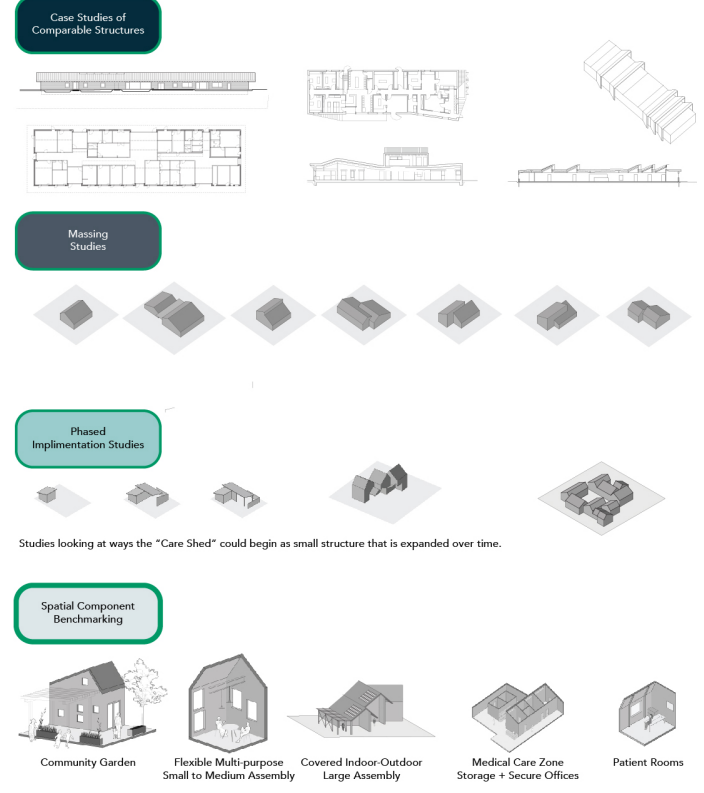 Case Studies of
Comparable Structures
Massing
Studies
Phased
Implimentation Studies
Studies looking at ways the “Care Shed” could begin as small structure that is expanded over time.
Spatial Component
Benchmarking
Community Garden
Flexible Multi-purpose
Small to Medium Assembly
Covered Indoor-Outdoor
Large Assembly
Medical Care Zone
Storage + Secure Offices
Patient Rooms